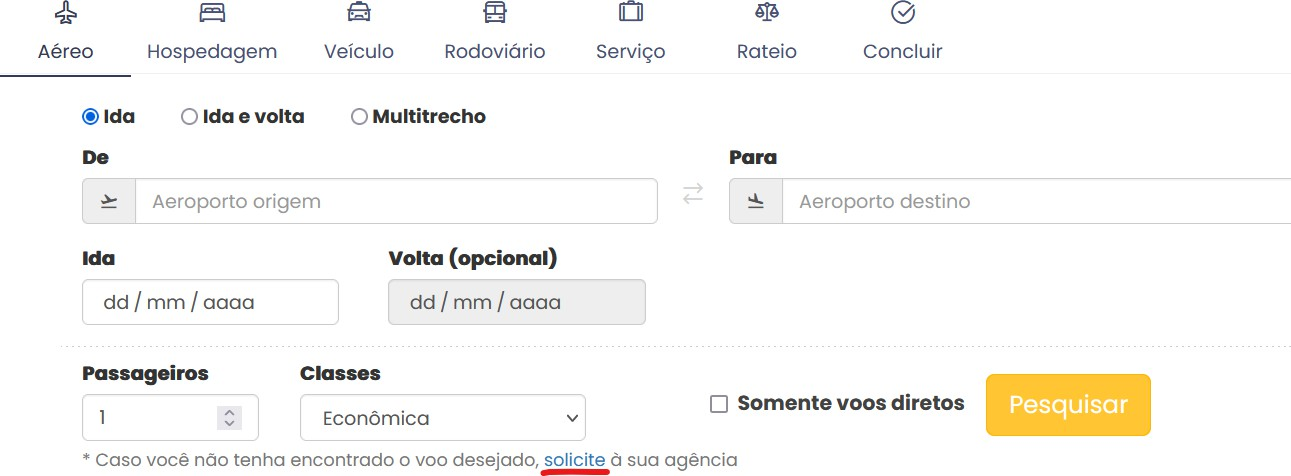 Aéreo Hospedagem Veículo Rodoviário Serviço Rateio Concluir
Ida Ida e volta Multitrecho
De Para
Aeroporto origem Aeroporto destino
Ida Volta (opcional)
dd / mm / aaaa dd / mm / aaaa
Passageiros Classes
1 Econômica Somente voos diretos Pesquisar
* Caso você não tenha encontrado o voo desejado, solicite à sua agência